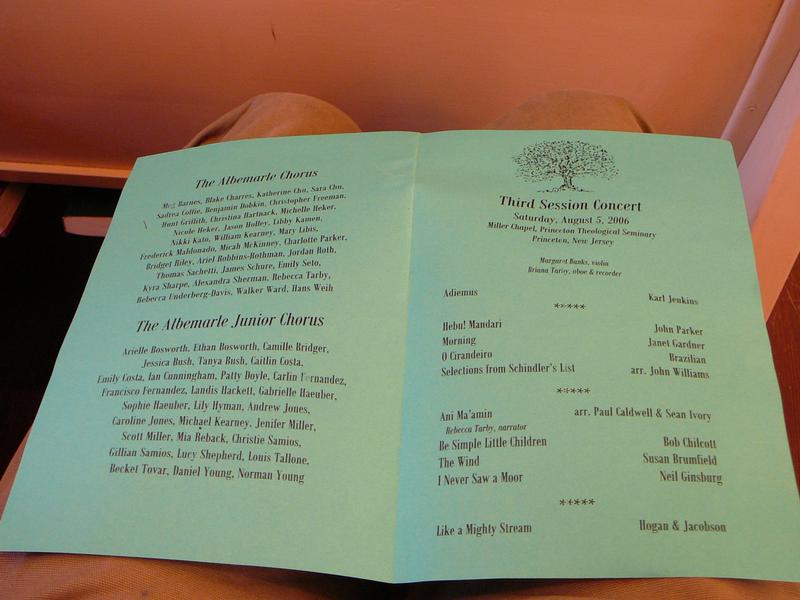 The Albemarle Chorus
Meg Barnes, Blake Charres, Katherine Chu, Sara Chu,
Sadrea Coffie, Benjamin Dobkin, Christopher Freeman,
Hunt Griffith, Christina Hartnack, Michelle Heker,
Nicole Heker, Jason Holley, Libby Kamen,
Nikki Kato, William Kearney, Mary Libis,
Frederick Maldonado, Micah McKinney, Charlotte Parker,
Bridget Riley, Ariel Robbins-Rothman, Jordan Roth,
Thomas Sachetti, James Schure, Emily Seto,
Kyra Sharpe, Alexandra Sherman, Rebecca Tarby,
Rebecca Underberg-Davis, Walker Ward, Hans Weih
The Albemarle Junior Chorus
Arielle Bosworth, Ethan Bosworth, Camille Bridger,
Jessica Bush, Tanya Bush, Caitlin Costa,
Emily Costa, Ian Cunningham, Patty Doyle, Carlin Fernandez,
Francisco Fernandez, Landis Hackett, Gabrielle Haeuber,
Sophie Haeuber, Lily Hyman, Andrew Jones,
Caroline Jones, Michael Kearney, Jenifer Miller,
Scott Miller, Mia Reback, Christie Samios,
Gillian Samios, Lucy Shepherd, Louis Tallone,
Becket Tovar, Daniel Young, Norman Young
Third Session Concert
Saturday, August 5, 2006
Miller Chapel, Princeton Theological Seminary
Princeton, New Jersey
Margaret Banks, violin
Briana Tarby, oboe & recorder
Adiemus Karl Jenkins
*****
Hebu! Mandari John Parker
Morning Janet Gardner
O Cirandeiro Brazilian
Selections from Schindler's List arr. John Williams
*****
Ani Ma'amin arr. Paul Caldwell & Sean Ivory
Rebecca Tarby, narrator
Be Simple Little Children Bob Chilcott
The Wind Susan Brumfield
I Never Saw a Moor Neil Ginsburg
*****
Like a Mighty Stream Hogan & Jacobson